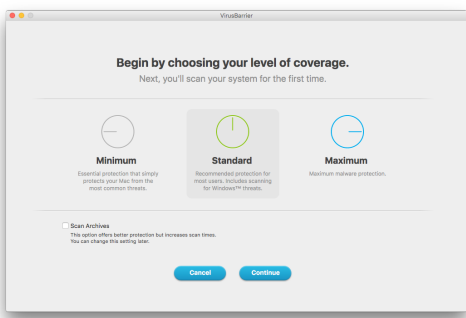 VirusBarrier
Begin by choosing your level of coverage.
Next, you'll scan your system for the first time.
Minimum
Essential protection that simply
protects your Mac from the
most common threats.
Standard
Recommended protection for
most users. Includes scanning
for Windows™ threats.
Maximum
Maximum malware protection.
Scan Archives
This option offers better protection but increases scan times.
You can change this setting later.
Cancel
Continue